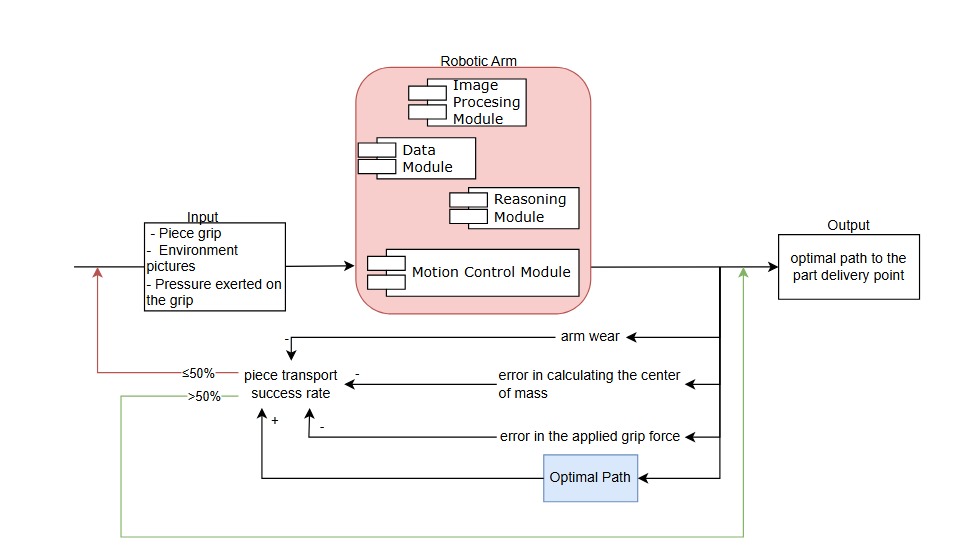 Robotic Arm
Image
Procesing
Module
Data
Module
Reasoning
Module
Motion Control Module
Input
- Piece grip
- Environment
pictures
- Pressure exerted on
the grip
Output
optimal path to the
part delivery point
- arm wear
≤50%
>50%
piece transport
success rate
-
error in calculating the center
of mass
+
-
error in the applied grip force
Optimal Path